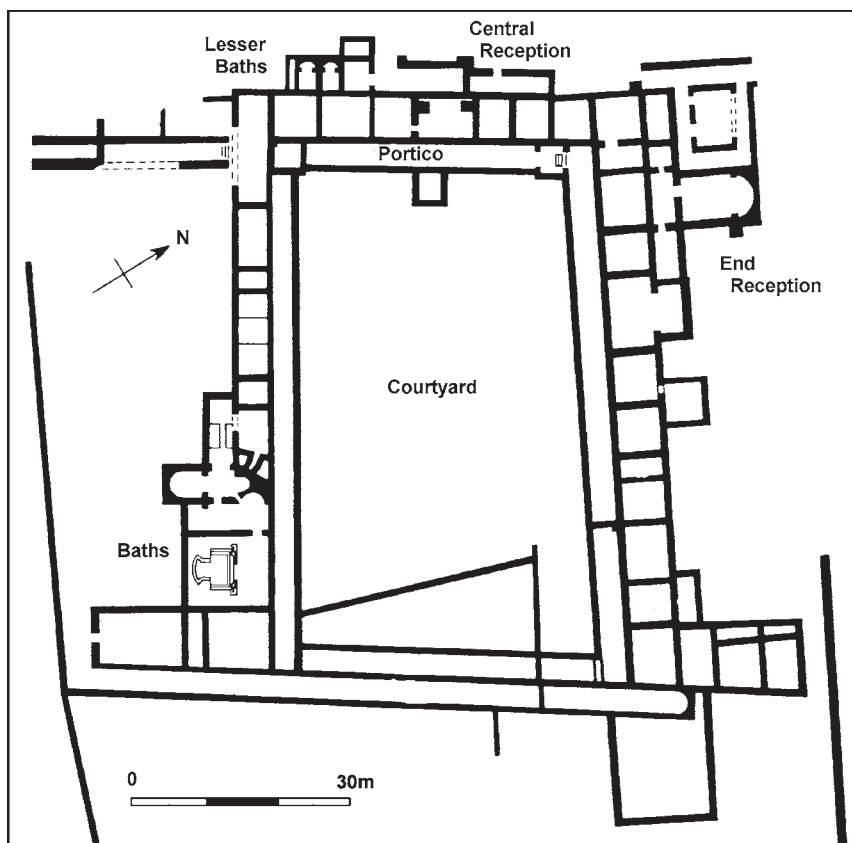 Lesser
Baths
Central
Reception
Portico
N
End
Reception
Courtyard
Baths
0 30m